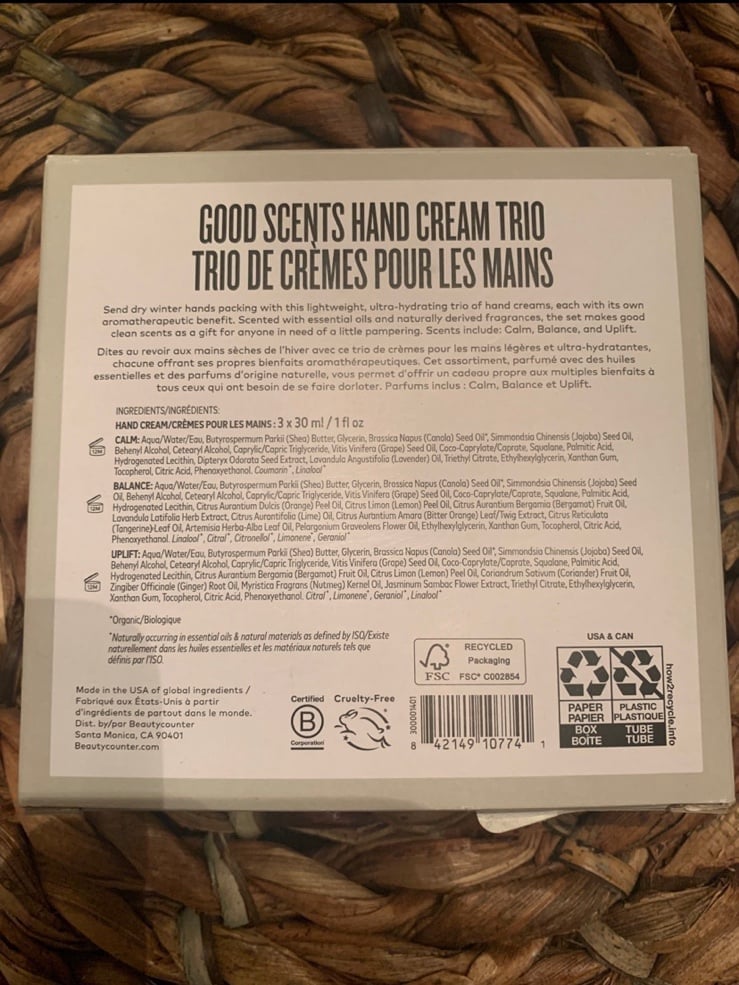 GOOD SCENTS HAND CREAM TRIO
TRIO DE CRÈMES POUR LES MAINS
Send dry winter hands packing with this lightweight, ultra-hydrating trio of hand creams, each with its own
aromatherapeutic benefit. Scented with essential oils and naturally derived fragrances, the set makes good
clean scents as a gift for anyone in need of a little pampering. Scents include: Calm, Balance, and Uplift.
Dites au revoir aux mains sèches de l'hiver avec ce trio de crèmes pour les mains légères et ultra-hydratantes,
chacune offrant ses propres bienfaits aromathérapeutiques. Cet assortiment, parfumé avec des huiles
essentielles et des parfums d'origine naturelle, vous permet d'offrir un cadeau propre aux multiples bienfaits à
tous ceux qui ont besoin de se faire dorloter. Parfums inclus : Calm, Balance et Uplift.
INGREDIENTS/INGRÉDIENTS:
HAND CREAM/CRÈMES POUR LES MAINS: 3 x 30 ml / 1 fl oz
12M
CALM: Aqua/Water/Eau, Butyrospermum Parkii (Shea) Butter, Glycerin, Brassica Napus (Canola) Seed Oil*, Simmondsia Chinensis (Jojoba) Seed Oil,
Behenyl Alcohol, Cetearyl Alcohol, Caprylic/Capric Triglyceride, Vitis Vinifera (Grape) Seed Oil, Coco-Caprylate/Caprate, Squalane, Palmitic Acid,
Hydrogenated Lecithin, Dipteryx Odorata Seed Extract, Lavandula Angustifolia (Lavender) Oil, Triethyl Citrate, Ethylhexylglycerin, Xanthan Gum,
Tocopherol, Citric Acid, Phenoxyethanol. Coumarin⁺, Linalool⁺
12M
BALANCE: Aqua/Water/Eau, Butyrospermum Parkii (Shea) Butter, Glycerin, Brassica Napus (Canola) Seed Oil*, Simmondsia Chinensis (Jojoba) Seed
Oil, Behenyl Alcohol, Cetearyl Alcohol, Caprylic/Capric Triglyceride, Vitis Vinifera (Grape) Seed Oil, Coco-Caprylate/Caprate, Squalane, Palmitic Acid,
Hydrogenated Lecithin, Citrus Aurantium Dulcis (Orange) Peel Oil, Citrus Limon (Lemon) Peel Oil, Citrus Aurantium Bergamia (Bergamot) Fruit Oil,
Lavandula Latifolia Herb Extract, Citrus Aurantifolia (Lime) Oil, Citrus Aurantium Amara (Bitter Orange) Leaf/Twig Extract, Citrus Reticulata
(Tangerine) Leaf Oil, Artemisia Herba-Alba Leaf Oil, Pelargonium Graveolens Flower Oil, Ethylhexylglycerin, Xanthan Gum, Tocopherol, Citric Acid,
Phenoxyethanol. Linalool⁺, Citral⁺, Citronellol⁺, Limonene⁺, Geraniol⁺
12M
UPLIFT: Aqua/Water/Eau, Butyrospermum Parkii (Shea) Butter, Glycerin, Brassica Napus (Canola) Seed Oil*, Simmondsia Chinensis (Jojoba) Seed Oil,
Behenyl Alcohol, Cetearyl Alcohol, Caprylic/Capric Triglyceride, Vitis Vinifera (Grape) Seed Oil, Coco-Caprylate/Caprate, Squalane, Palmitic Acid,
Hydrogenated Lecithin, Citrus Aurantium Bergamia (Bergamot) Fruit Oil, Citrus Limon (Lemon) Peel Oil, Coriandrum Sativum (Coriander) Fruit Oil,
Zingiber Officinale (Ginger) Root Oil, Myristica Fragrans (Nutmeg) Kernel Oil, Jasminum Sambac Flower Extract, Triethyl Citrate, Ethylhexylglycerin,
Xanthan Gum, Tocopherol, Citric Acid, Phenoxyethanol. Citral⁺, Limonene⁺, Geraniol⁺, Linalool⁺
*Organic/Biologique
⁺Naturally occurring in essential oils & natural materials as defined by ISO/Existe
naturellement dans les huiles essentielles et les matériaux naturels tels que
définis par l'ISO.
Made in the USA of global ingredients /
Fabriqué aux États-Unis à partir
d'ingrédients de partout dans le monde.
Dist. by/par Beautycounter
Santa Monica, CA 90401
Beautycounter.com
Certified
B
Corporation
Cruelty-Free
FSC
RECYCLED
Packaging
FSC® C002854
8 42149 10774 1
USA & CAN
PAPER
PAPIER
BOX
BOÎTE
PLASTIC
PLASTIQUE
TUBE
TUBE
how2recycle.info